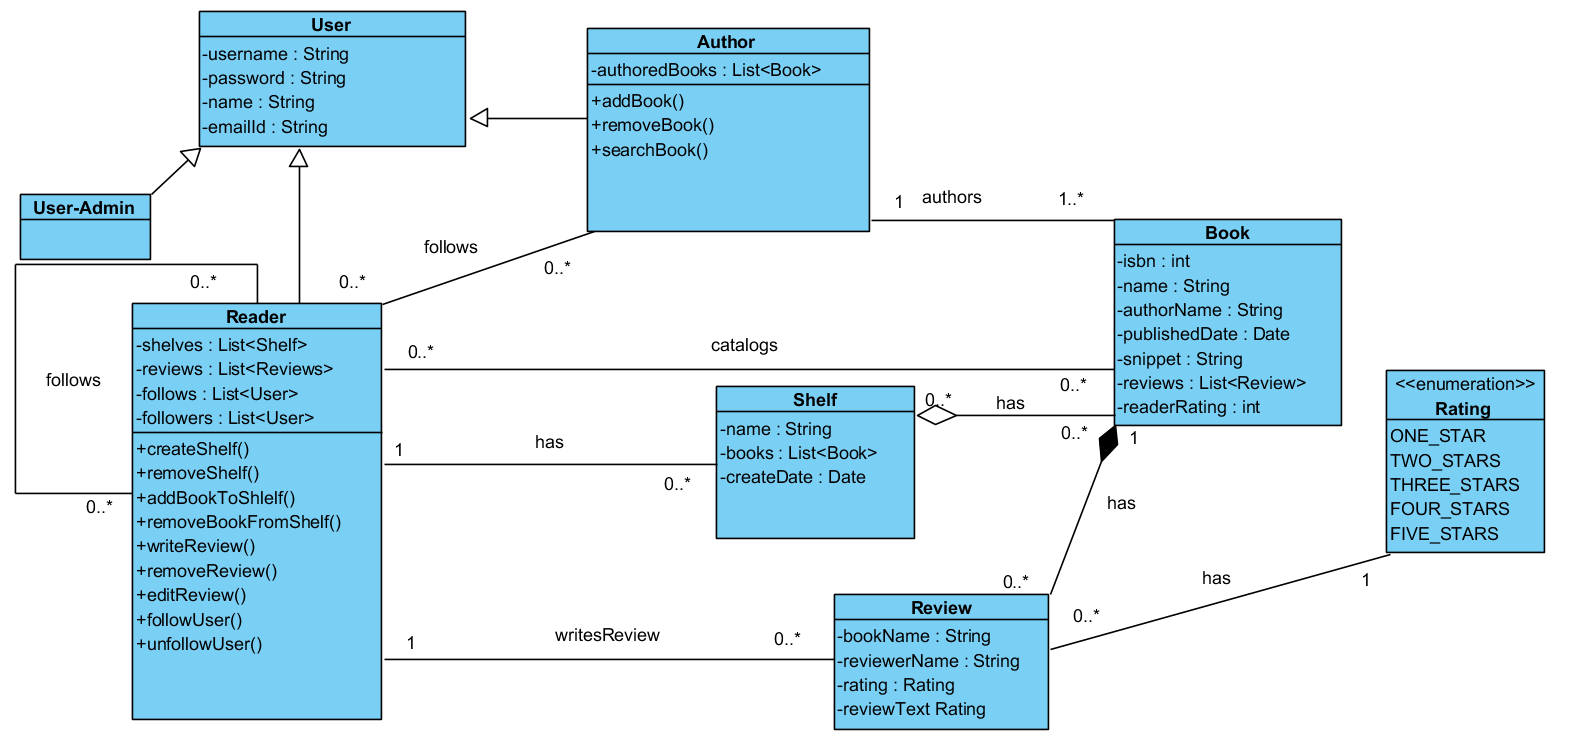 User
-username : String
-password : String
-name : String
-emailId : String
Author
-authoredBooks : List<Book>
+addBook()
+removeBook()
+searchBook()
User-Admin
1
authors
1..*
follows
0..*
0..*
0..*
Book
-isbn : int
-name : String
-authorName : String
-publishedDate : Date
-snippet : String
-reviews : List<Review>
-readerRating : int
Reader
-shelves : List<Shelf>
-reviews : List<Reviews>
-follows : List<User>
-followers : List<User>
+createShelf()
+removeShelf()
+addBookToShlelf()
+removeBookFromShelf()
+writeReview()
+removeReview()
+editReview()
+followUser()
+unfollowUser()
follows
0..*
0..*
catalogs
0..*
Shelf
-name : String
-books : List<Book>
-createDate : Date
0..*
has
0..*
1
1
has
0..*
<<enumeration>>
Rating
ONE_STAR
TWO_STARS
THREE_STARS
FOUR_STARS
FIVE_STARS
has
0..*
has
1
0..*
Review
-bookName : String
-reviewerName : String
-rating : Rating
-reviewText Rating
1
writesReview
0..*